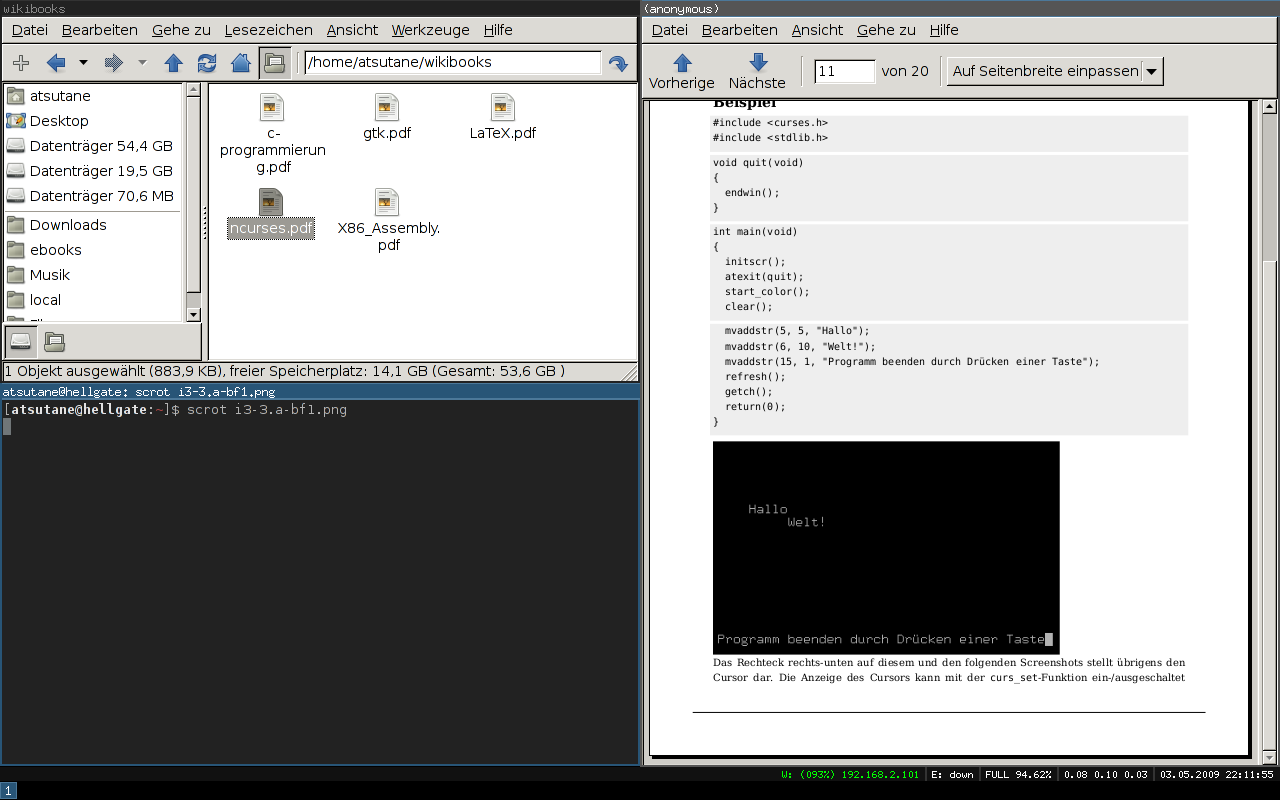 wikibooks
Datei Bearbeiten Gehe zu Lesezeichen Ansicht Werkzeuge Hilfe
/home/atsutane/wikibooks
atsutane
Desktop
Datenträger 54,4 GB
Datenträger 19,5 GB
Datenträger 70,6 MB
Downloads
ebooks
Musik
local
c-
programmierun
g.pdf
gtk.pdf
LaTeX.pdf
ncurses.pdf
X86_Assembly.
pdf
1 Objekt ausgewählt (883,9 KB), freier Speicherplatz: 14,1 GB (Gesamt: 53,6 GB )
atsutane@hellgate: scrot i3-3.a-bf1.png
[atsutane@hellgate:~]$ scrot i3-3.a-bf1.png
(anonymous)
Datei Bearbeiten Ansicht Gehe zu Hilfe
Vorherige Nächste 11 von 20 Auf Seitenbreite einpassen
Beispiel
#include <curses.h>
#include <stdlib.h>
void quit(void)
{
endwin();
}
int main(void)
{
initscr();
atexit(quit);
start_color();
clear();
mvaddstr(5, 5, "Hallo");
mvaddstr(6, 10, "Welt!");
mvaddstr(15, 1, "Programm beenden durch Drücken einer Taste");
refresh();
getch();
return(0);
}
Hallo
Welt!
Programm beenden durch Drücken einer Taste
Das Rechteck rechts-unten auf diesem und den folgenden Screenshots stellt übrigens den
Cursor dar. Die Anzeige des Cursors kann mit der curs_set-Funktion ein-/ausgeschaltet
W: (093%) 192.168.2.101 E: down FULL 94.62% 0.08 0.10 0.03 03.05.2009 22:11:55
1